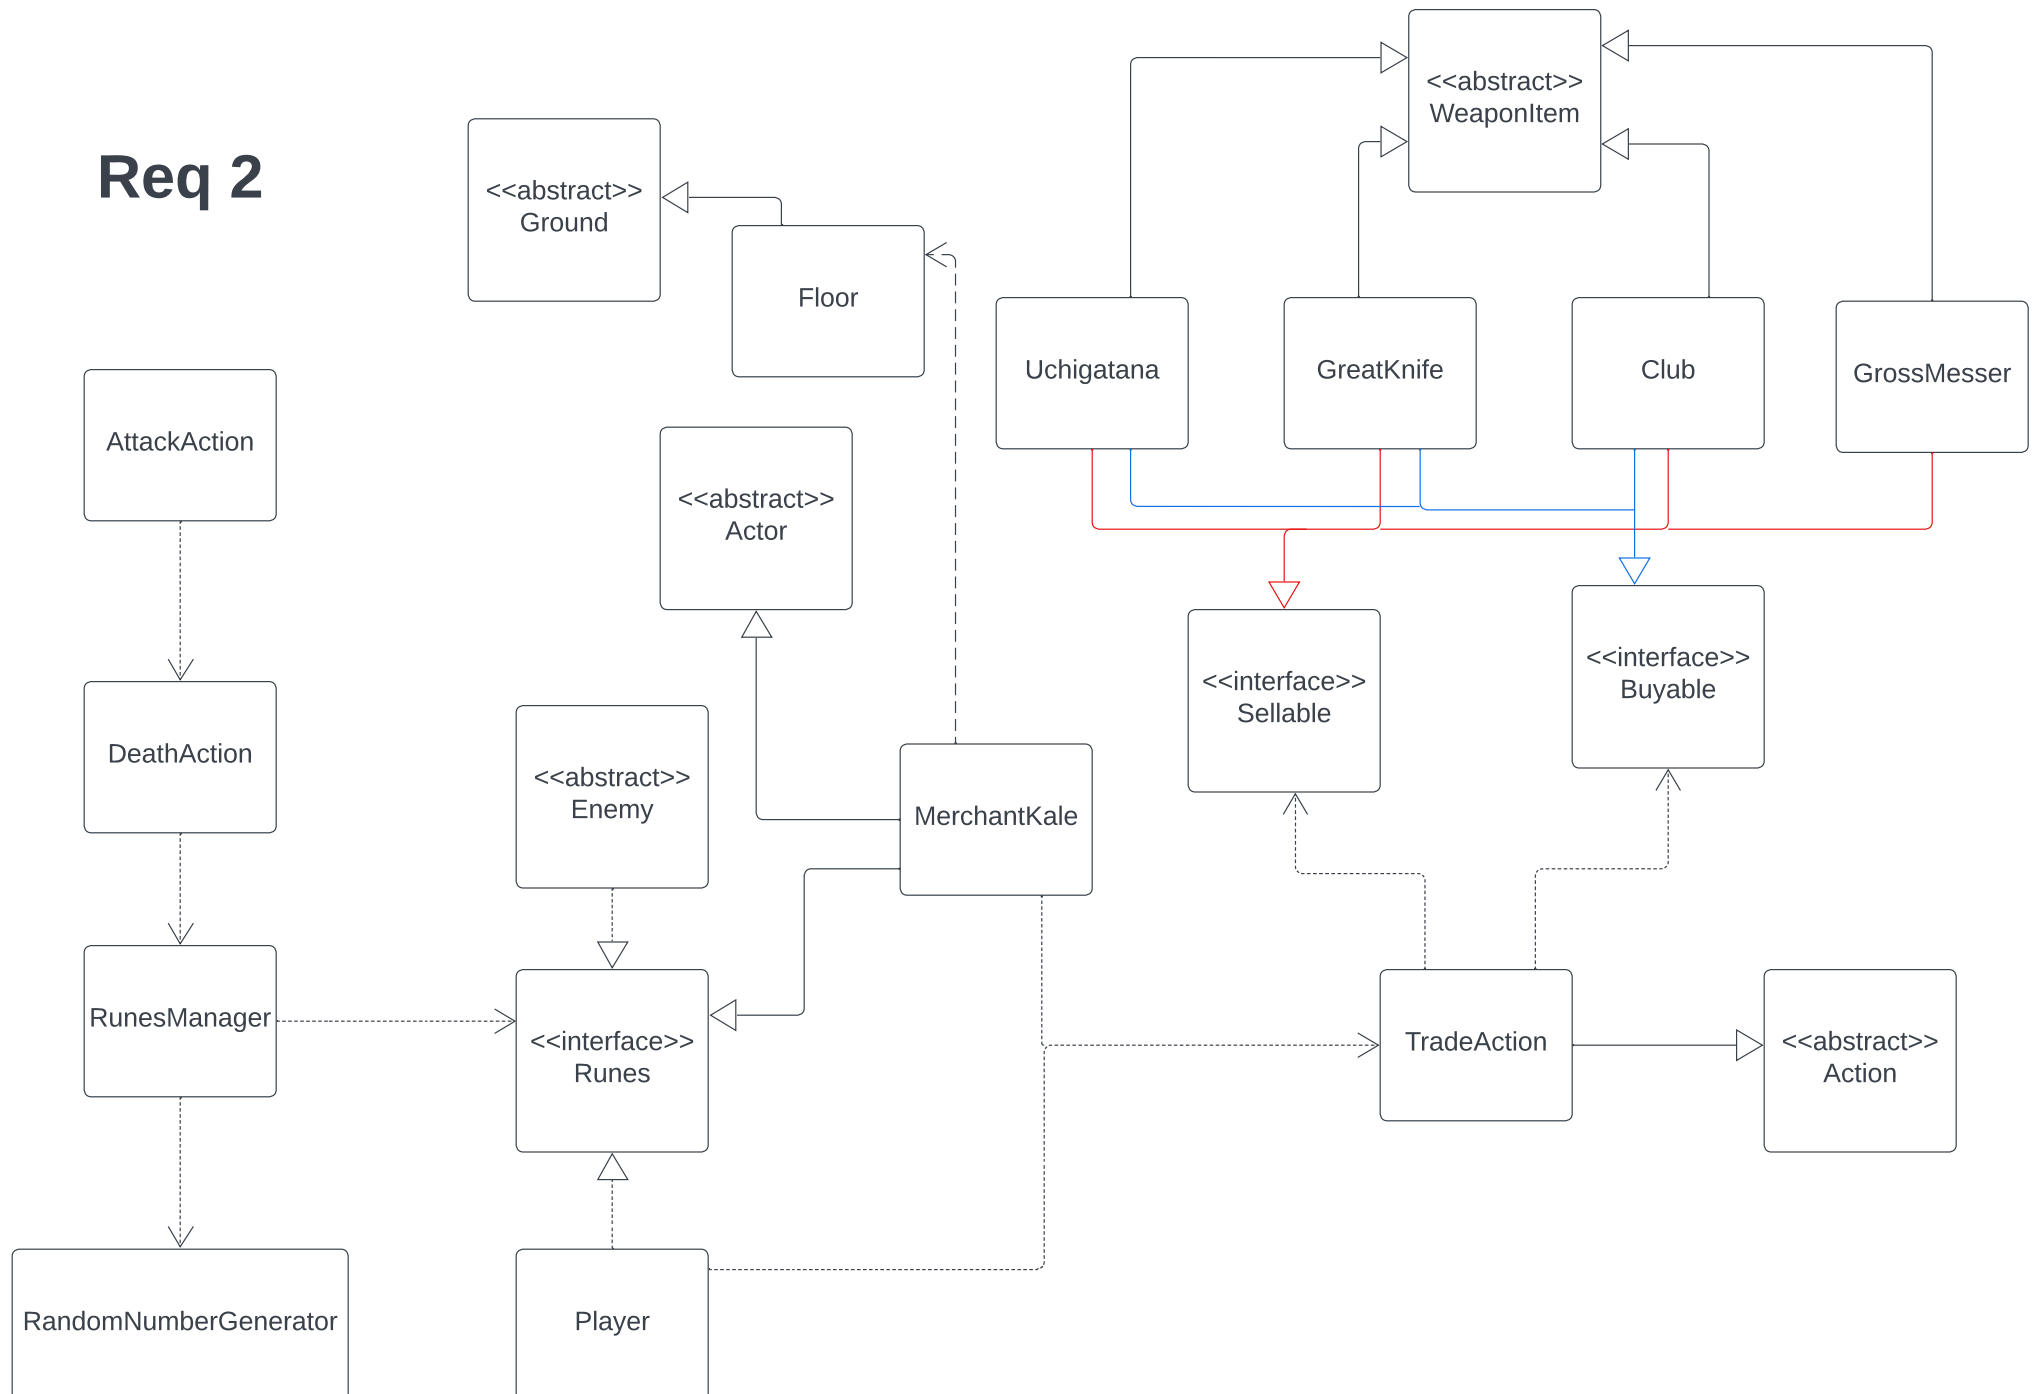 <<abstract>>
WeaponItem
Req 2
<<abstract>>
Ground
Floor
Uchigatana
GreatKnife
Club
GrossMesser
AttackAction
<<abstract>>
Actor
<<interface>>
Sellable
<<interface>>
Buyable
DeathAction
<<abstract>>
Enemy
MerchantKale
RunesManager
<<interface>>
Runes
TradeAction
<<abstract>>
Action
RandomNumberGenerator
Player